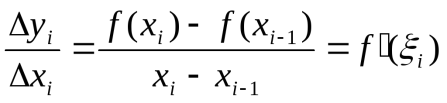 Δy_i/Δx_i = (f(x_i) - f(x_{i-1}))/(x_i - x_{i-1}) = f▯(ξ_i)